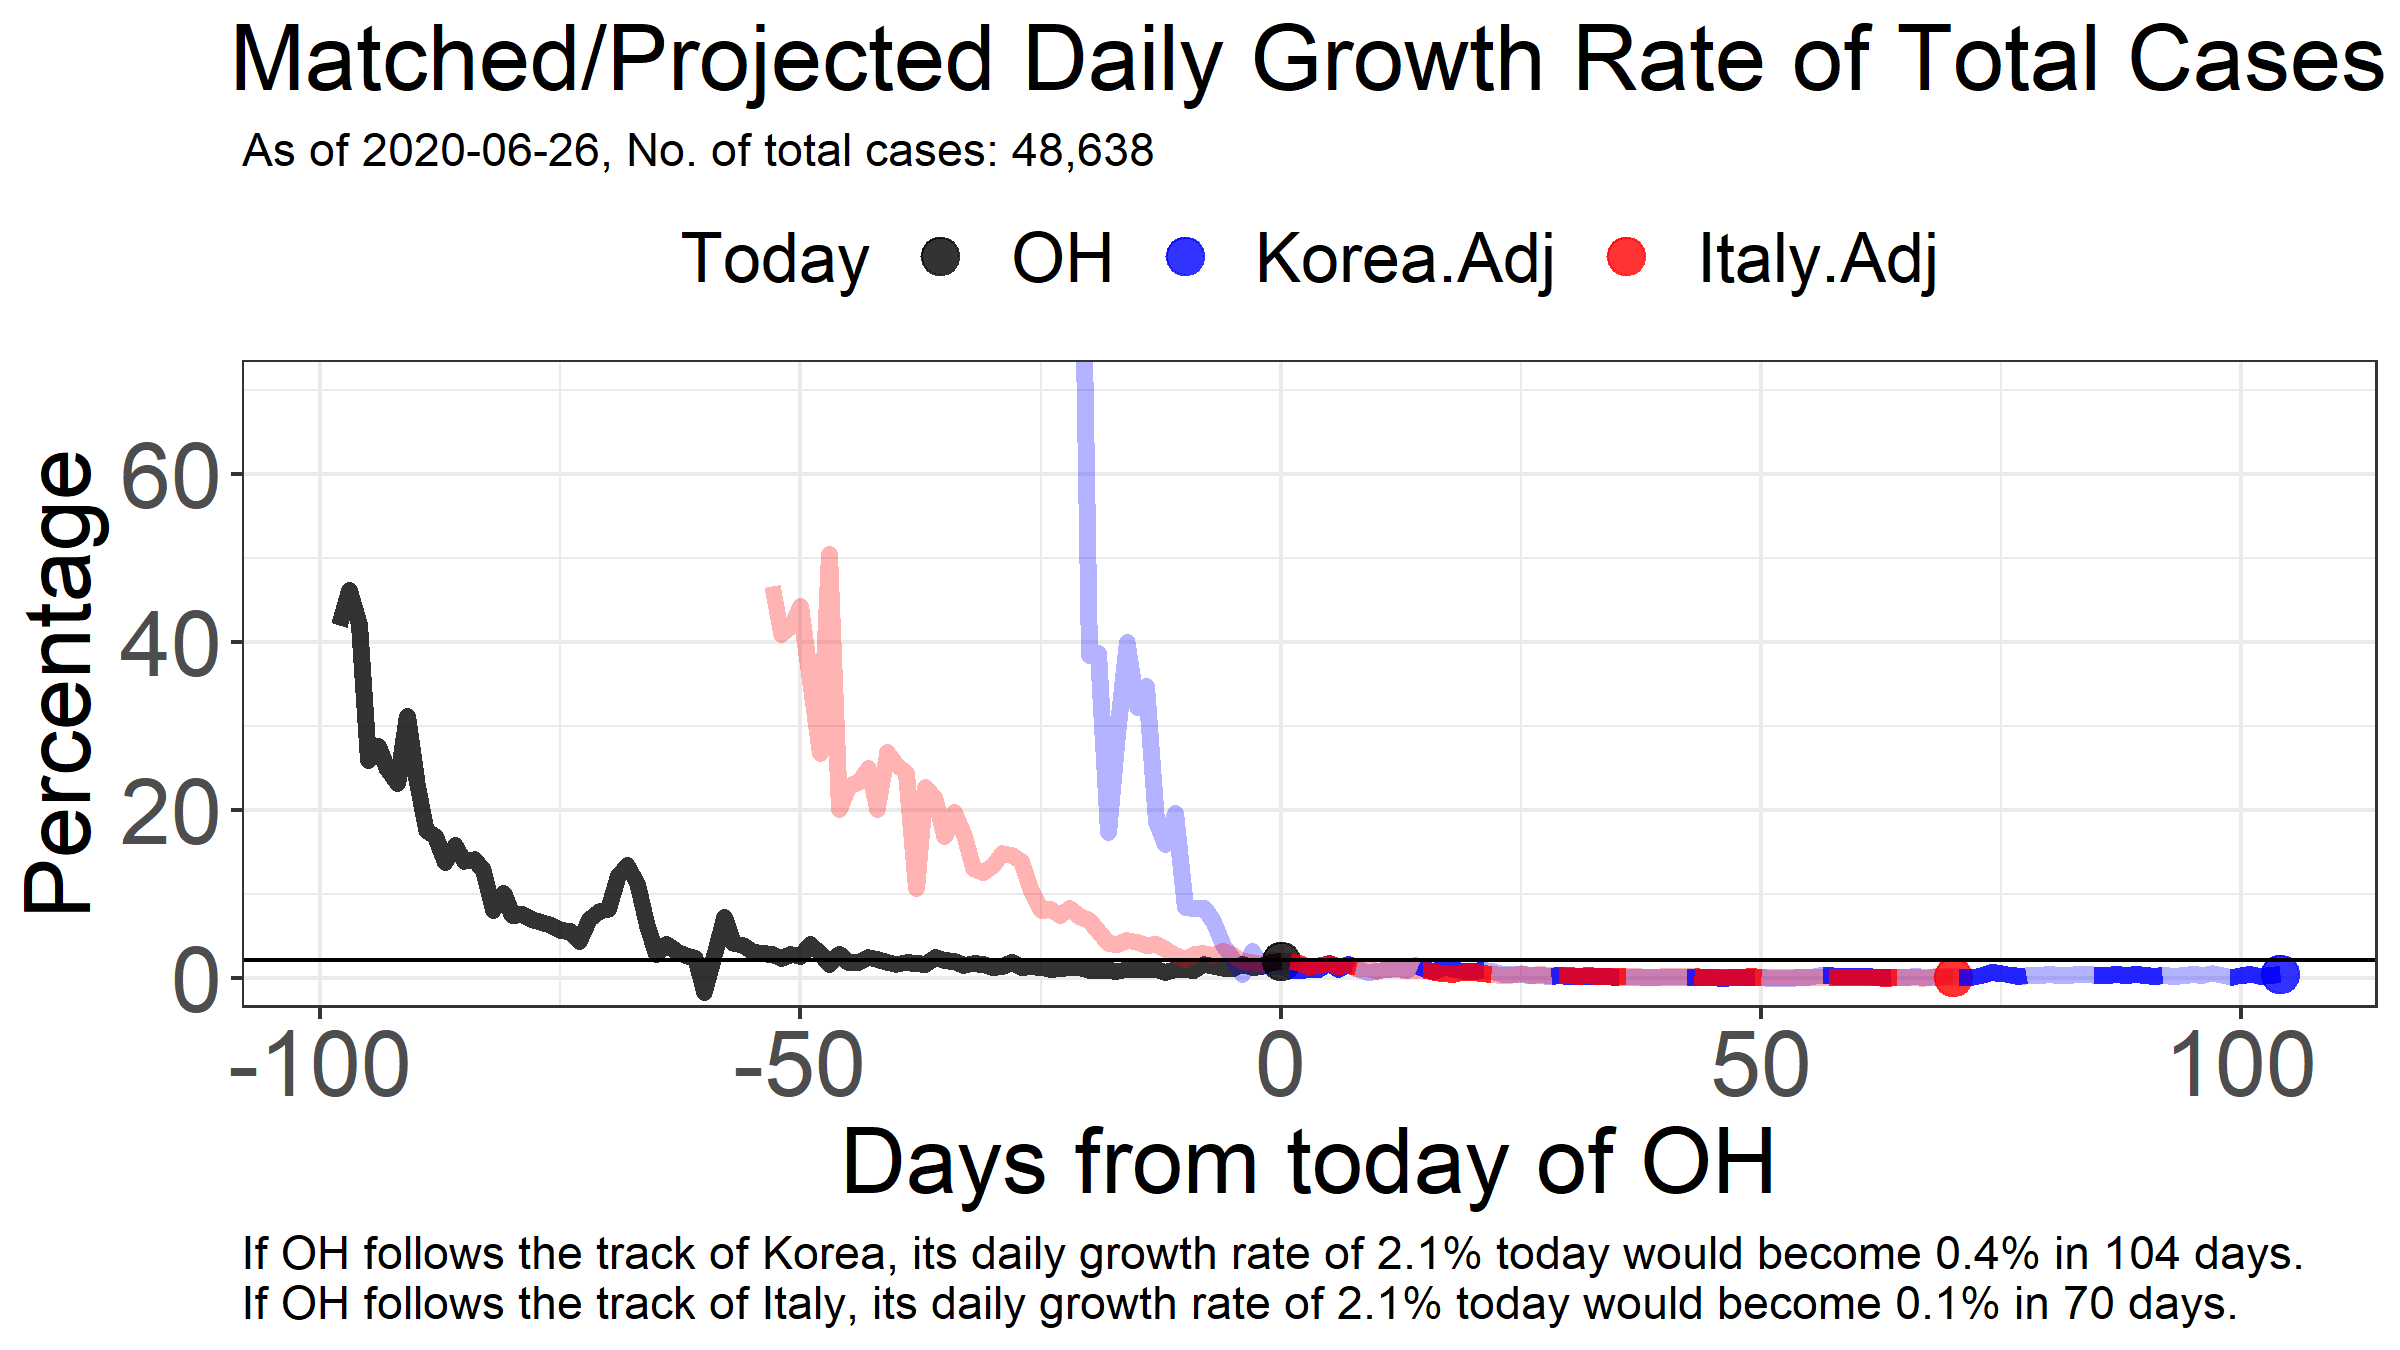 Matched/Projected Daily Growth Rate of Total Cases
As of 2020-06-26, No. of total cases: 48,638
Today OH Korea.Adj Italy.Adj
Percentage
60
40
20
0
-100 -50 0 50 100
Days from today of OH
If OH follows the track of Korea, its daily growth rate of 2.1% today would become 0.4% in 104 days.
If OH follows the track of Italy, its daily growth rate of 2.1% today would become 0.1% in 70 days.